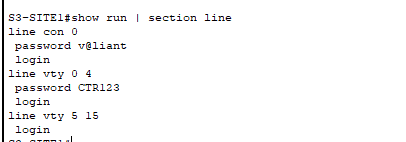 S3-SITE1#show run | section line
line con 0
password v@liant
login
line vty 0 4
password CTR123
login
line vty 5 15
login